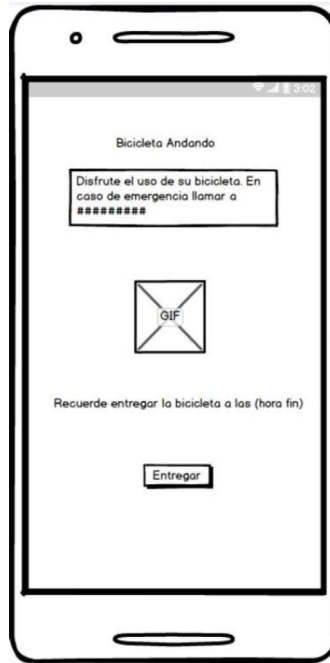 3:02
Bicicleta Andando
Disfrute el uso de su bicicleta. En
caso de emergencia llamar a
#########
GIF
Recuerde entregar la bicicleta a las (hora fin)
Entregar